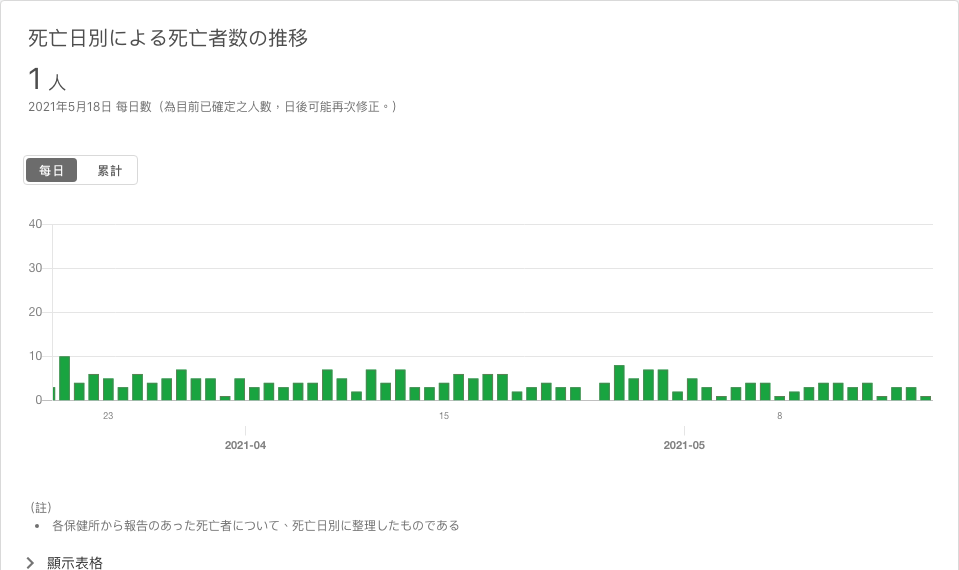 死亡日別による死亡者数の推移
1 人
2021年5月18日 每日數（為目前已確定之人數，日後可能再次修正。）
每日 累計
40
30
20
10
0
23 15 8
2021-04 2021-05
（註）
• 各保健所から報告のあった死亡者について、死亡日別に整理したものである
顯示表格